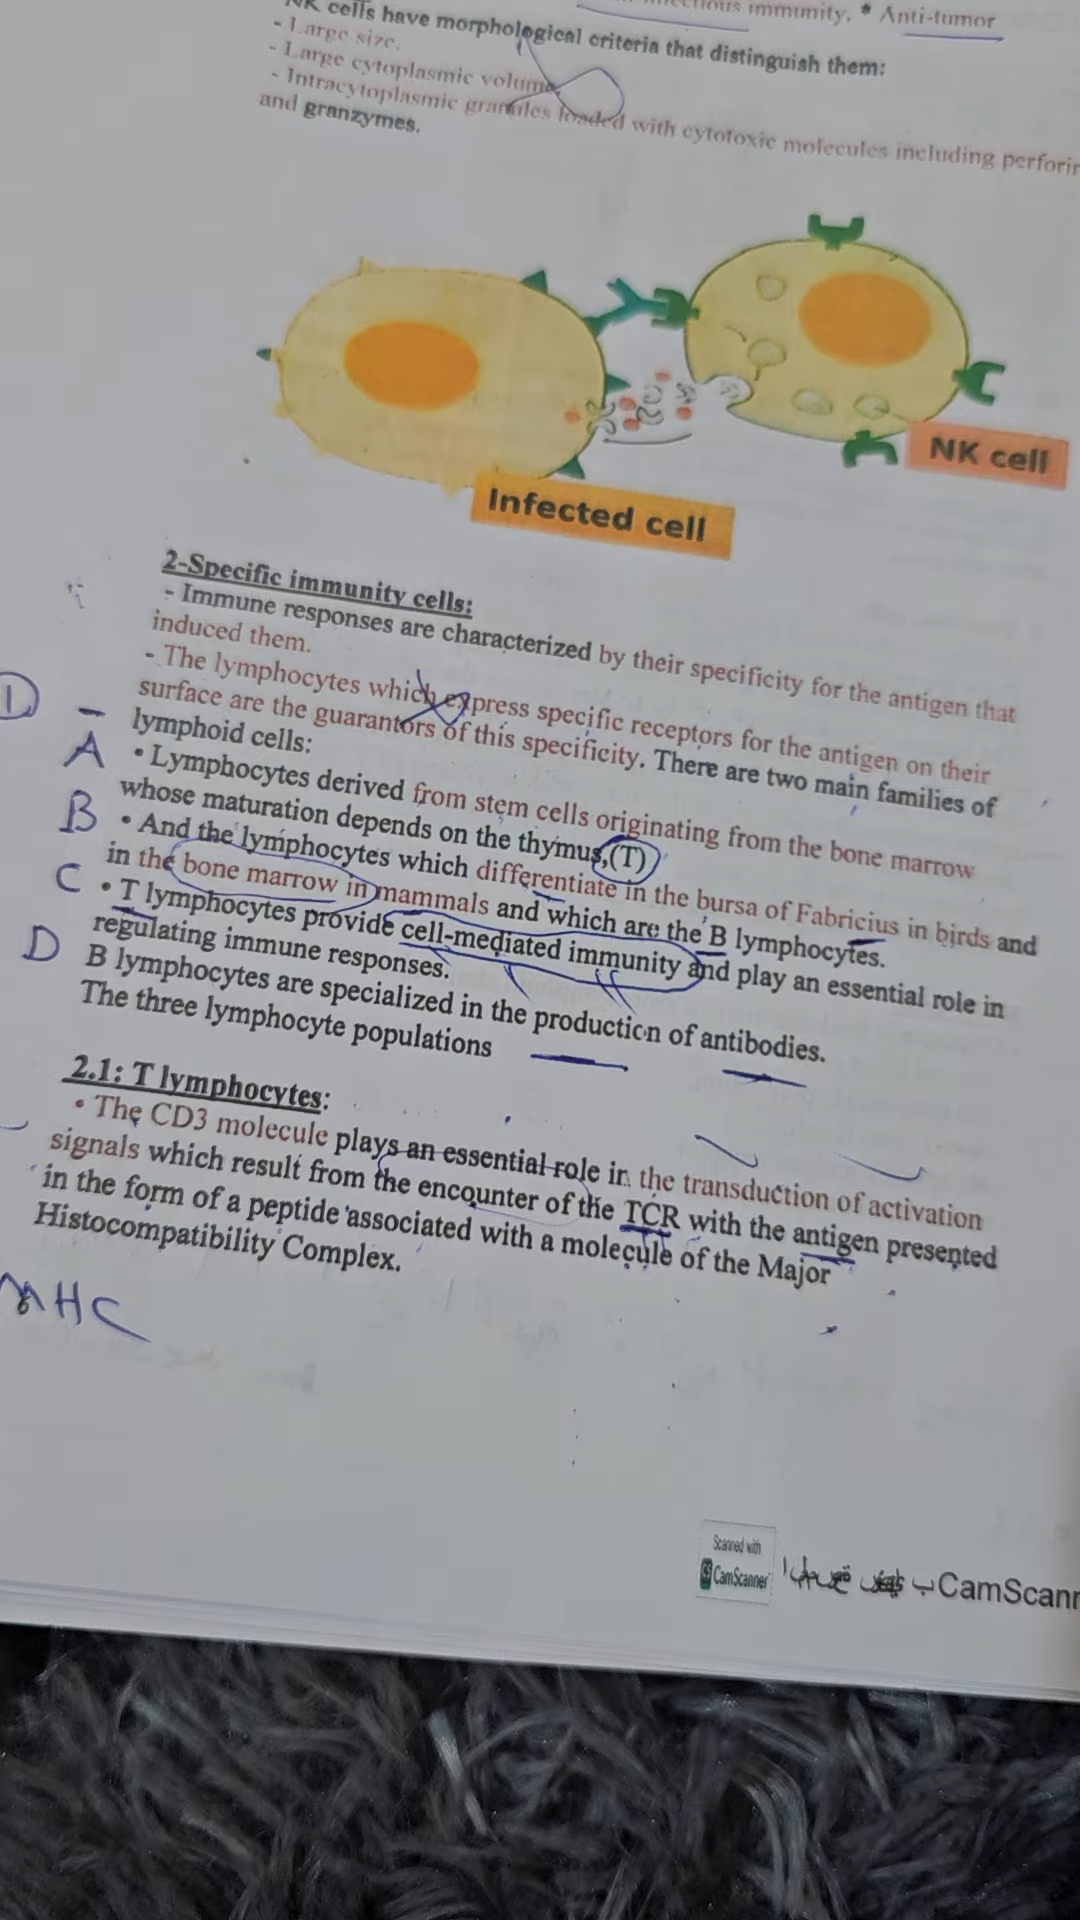 infectious immunity. * Anti-tumor
NK cells have morphological criteria that distinguish them:
- Large size.
- Large cytoplasmic volume.
- Intracytoplasmic granules loaded with cytotoxic molecules including perforin
and granzymes.
NK cell
Infected cell
2-Specific immunity cells:
- Immune responses are characterized by their specificity for the antigen that
induced them.
- The lymphocytes which express specific receptors for the antigen on their
surface are the guarantors of this specificity. There are two main families of
lymphoid cells:
1
A • Lymphocytes derived from stem cells originating from the bone marrow
whose maturation depends on the thymus,(T)
B • And the lymphocytes which differentiate in the bursa of Fabricius in birds and
in the bone marrow in mammals and which are the B lymphocytes.
C • T lymphocytes provide cell-mediated immunity and play an essential role in
regulating immune responses.
D B lymphocytes are specialized in the production of antibodies.
The three lymphocyte populations
2.1: T lymphocytes:
• The CD3 molecule plays an essential role in the transduction of activation
signals which result from the encounter of the TCR with the antigen presented
in the form of a peptide associated with a molecule of the Major
Histocompatibility Complex.
MHC
Scanned with
CamScanner
الممسوحة ضوئيا بـ CamScanner